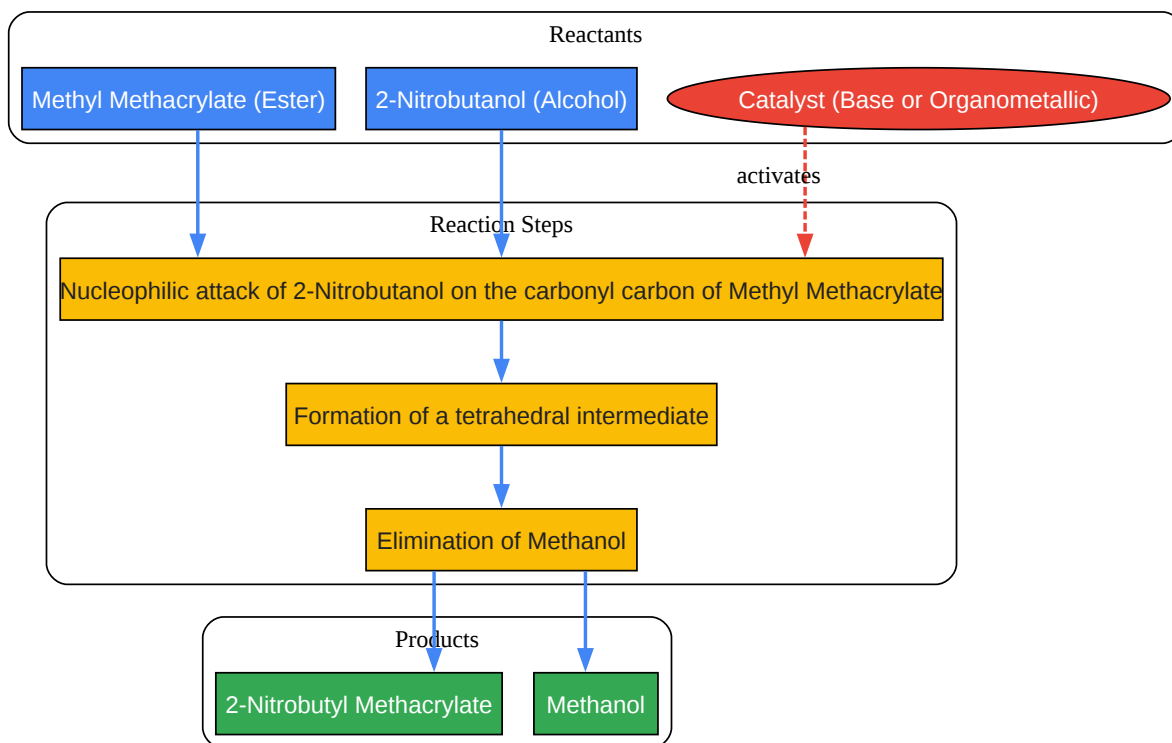 Reactants
Methyl Methacrylate (Ester)
2-Nitrobutanol (Alcohol)
Catalyst (Base or Organometallic)
activates
Reaction Steps
Nucleophilic attack of 2-Nitrobutanol on the carbonyl carbon of Methyl Methacrylate
Formation of a tetrahedral intermediate
Elimination of Methanol
Products
2-Nitrobutyl Methacrylate
Methanol